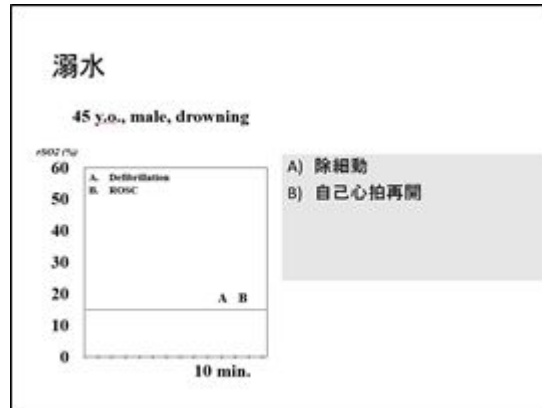 溺水
45 y.o., male, drowning
rSO2 (%)
60
50
40
30
20
10
0
A. Defibrillation
B. ROSC
A B
10 min.
A) 除細動
B) 自己心拍再開